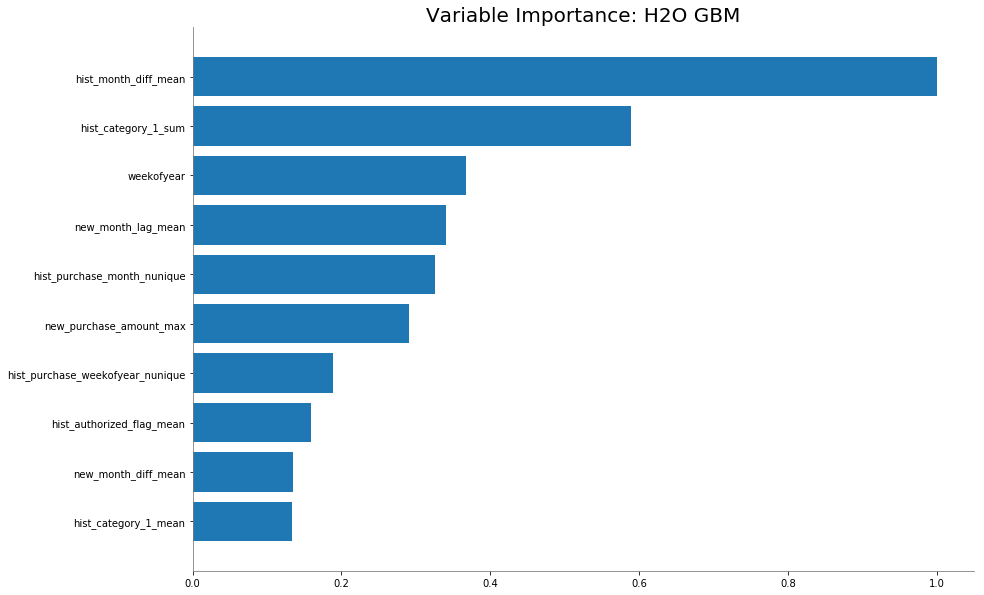 Variable Importance: H2O GBM
hist_month_diff_mean
hist_category_1_sum
weekofyear
new_month_lag_mean
hist_purchase_month_nunique
new_purchase_amount_max
hist_purchase_weekofyear_nunique
hist_authorized_flag_mean
new_month_diff_mean
hist_category_1_mean
0.0 0.2 0.4 0.6 0.8 1.0